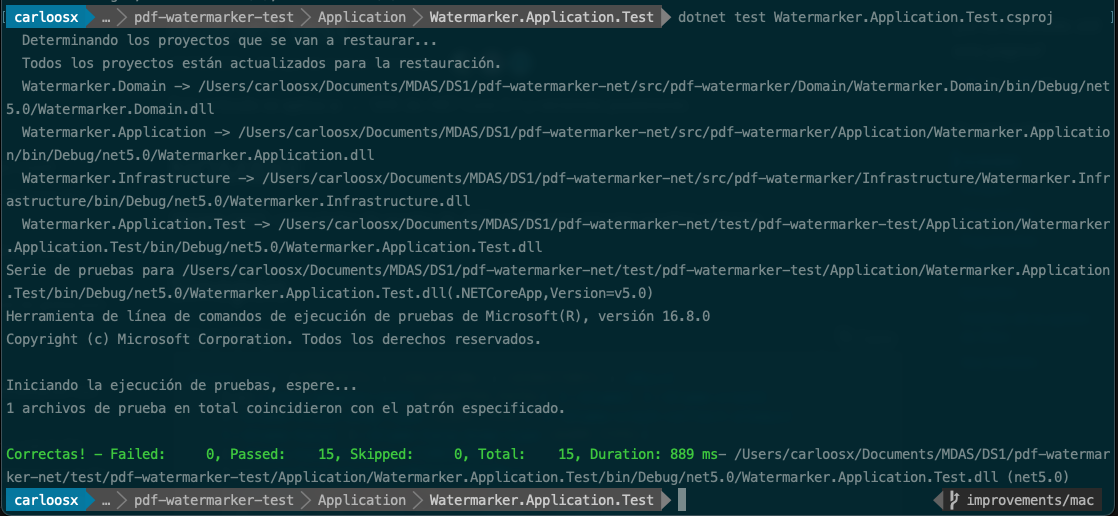 carloosx … pdf-watermarker-test Application Watermarker.Application.Test dotnet test Watermarker.Application.Test.csproj
Determinando los proyectos que se van a restaurar...
Todos los proyectos están actualizados para la restauración.
Watermarker.Domain -> /Users/carloosx/Documents/MDAS/DS1/pdf-watermarker-net/src/pdf-watermarker/Domain/Watermarker.Domain/bin/Debug/net
5.0/Watermarker.Domain.dll
Watermarker.Application -> /Users/carloosx/Documents/MDAS/DS1/pdf-watermarker-net/src/pdf-watermarker/Application/Watermarker.Applicatio
n/bin/Debug/net5.0/Watermarker.Application.dll
Watermarker.Infrastructure -> /Users/carloosx/Documents/MDAS/DS1/pdf-watermarker-net/src/pdf-watermarker/Infrastructure/Watermarker.Infr
astructure/bin/Debug/net5.0/Watermarker.Infrastructure.dll
Watermarker.Application.Test -> /Users/carloosx/Documents/MDAS/DS1/pdf-watermarker-net/test/pdf-watermarker-test/Application/Watermarker
.Application.Test/bin/Debug/net5.0/Watermarker.Application.Test.dll
Serie de pruebas para /Users/carloosx/Documents/MDAS/DS1/pdf-watermarker-net/test/pdf-watermarker-test/Application/Watermarker.Application
.Test/bin/Debug/net5.0/Watermarker.Application.Test.dll(.NETCoreApp,Version=v5.0)
Herramienta de línea de comandos de ejecución de pruebas de Microsoft(R), versión 16.8.0
Copyright (c) Microsoft Corporation. Todos los derechos reservados.
Iniciando la ejecución de pruebas, espere...
1 archivos de prueba en total coincidieron con el patrón especificado.
Correctas! - Failed:     0, Passed:    15, Skipped:     0, Total:    15, Duration: 889 ms- /Users/carloosx/Documents/MDAS/DS1/pdf-watermar
ker-net/test/pdf-watermarker-test/Application/Watermarker.Application.Test/bin/Debug/net5.0/Watermarker.Application.Test.dll (net5.0)
carloosx … pdf-watermarker-test Application Watermarker.Application.Test improvements/mac